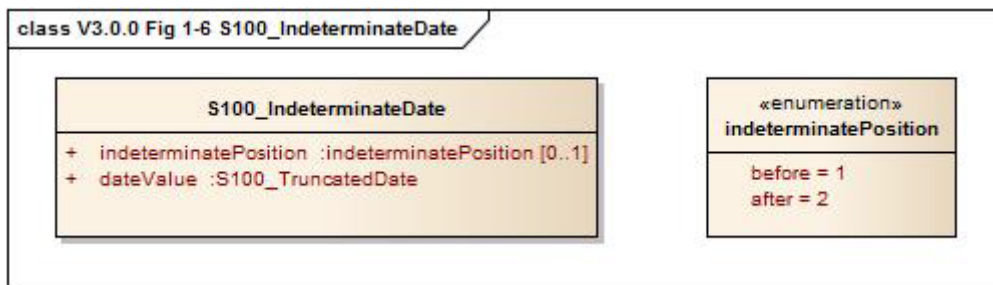 class V3.0.0 Fig 1-6 S100_IndeterminateDate
S100_IndeterminateDate
+ indeterminatePosition :indeterminatePosition [0..1]
+ dateValue :S100_TruncatedDate
«enumeration»
indeterminatePosition
before = 1
after = 2